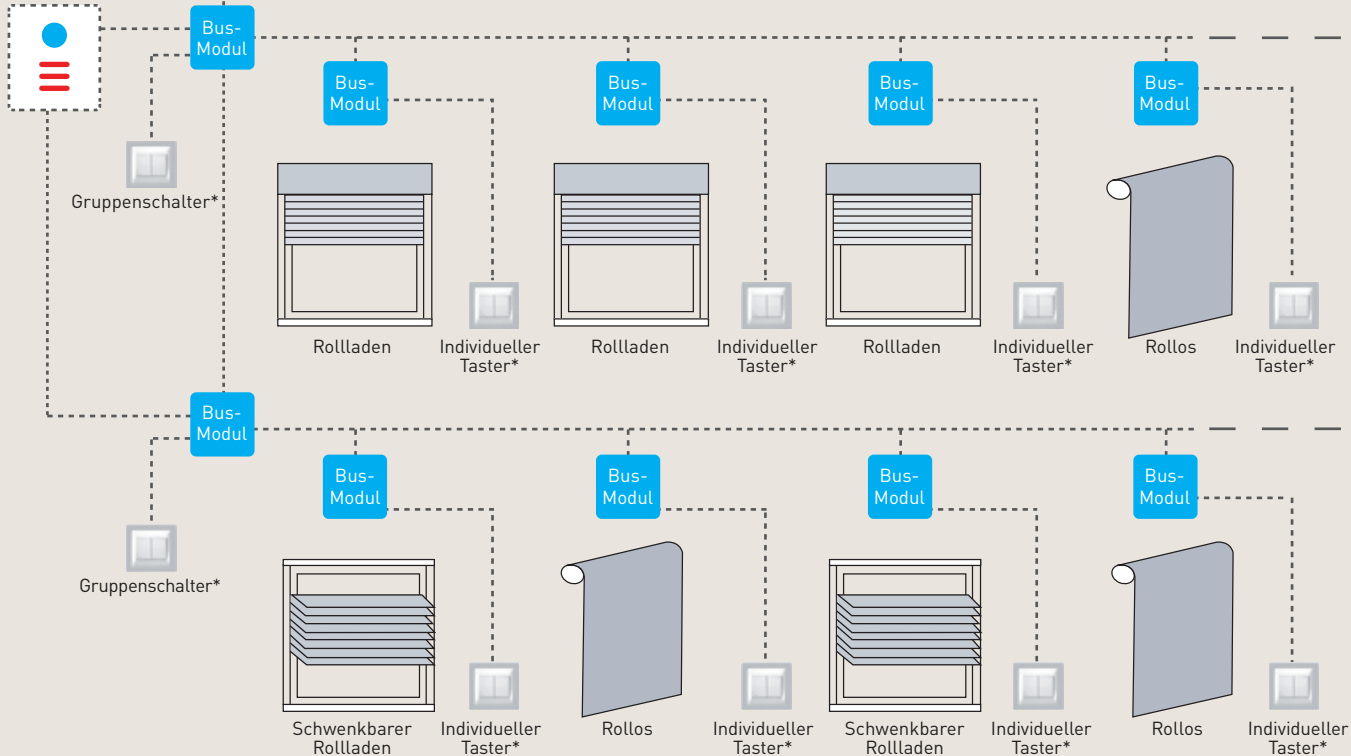 Bus-
Modul
Bus-
Modul
Bus-
Modul
Bus-
Modul
Bus-
Modul
Gruppenschalter*
Rollladen
Individueller
Taster*
Rollladen
Individueller
Taster*
Rollladen
Individueller
Taster*
Rollos
Individueller
Taster*
Bus-
Modul
Bus-
Modul
Bus-
Modul
Bus-
Modul
Bus-
Modul
Gruppenschalter*
Schwenkbarer
Rollladen
Individueller
Taster*
Rollos
Individueller
Taster*
Schwenkbarer
Rollladen
Individueller
Taster*
Rollos
Individueller
Taster*